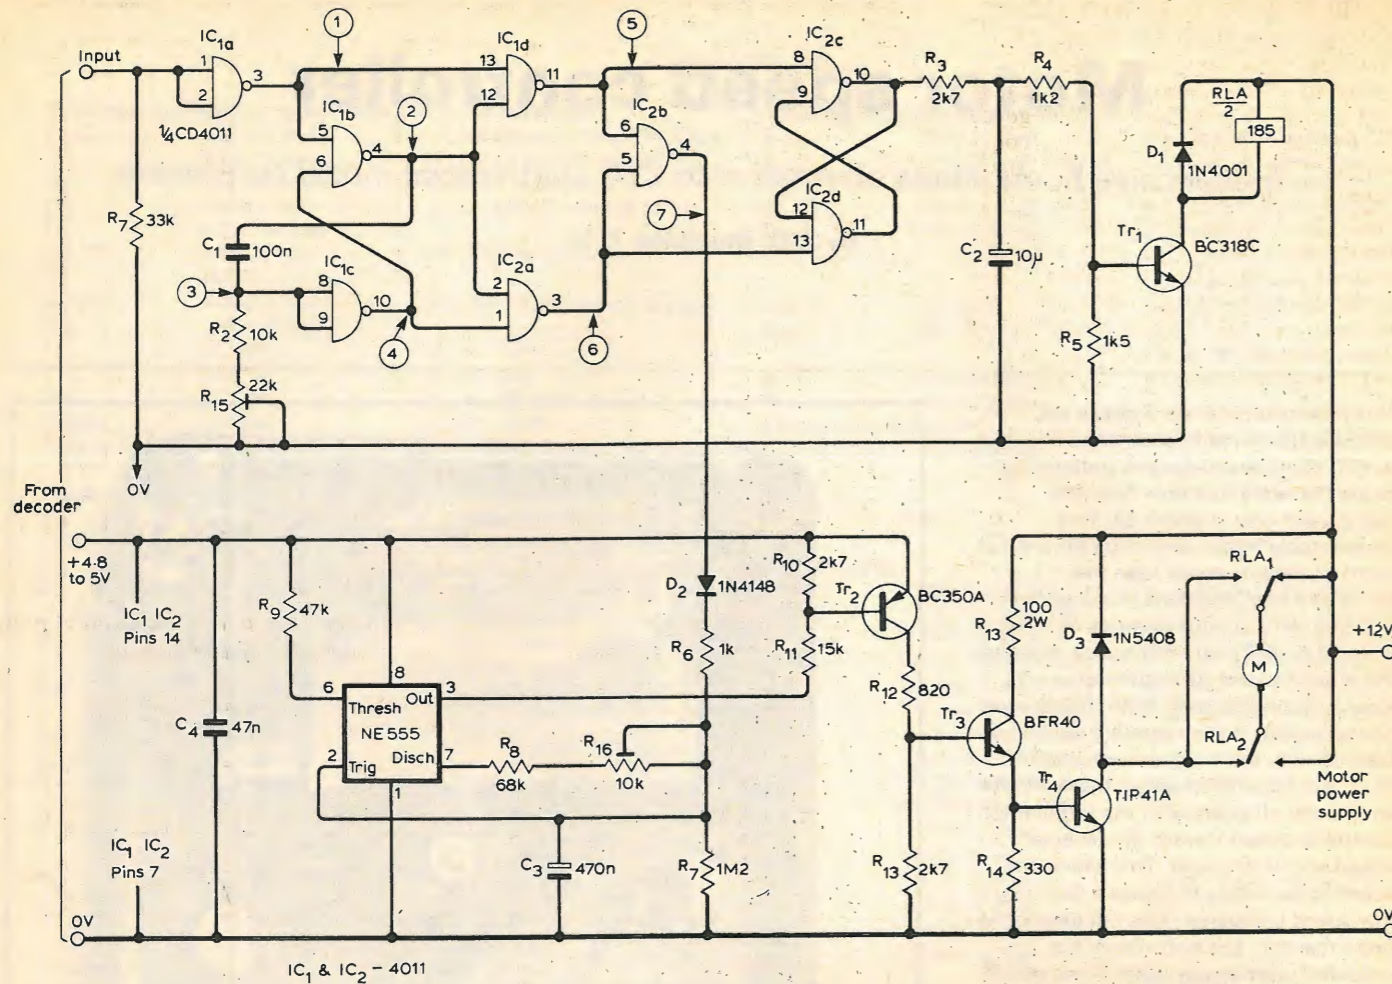 Input
IC1a
1
2
3
¼CD4011
R7 33k
1
IC1b
5
6
4
2
C1 100n
3
R2 10k
R15 22k
0V
IC1c
8
9
10
4
IC1d
13
12
11
IC2a
2
1
3
6
5
IC2b
6
5
4
7
IC2c
8
9
10
IC2d
12
13
11
R3 2k7
R4 1k2
C2 10µ
R5 1k5
D1 1N4001
RLA
2
185
Tr1 BC318C
From decoder
+4·8 to 5V
IC1 IC2 Pins 14
C4 47n
R9 47k
8
6 Thresh Out 3
NE555
2 Trig Disch 7
1
R8 68k
R16 10k
D2 1N4148
R6 1k
C3 470n
R7 1M2
R10 2k7
R11 15k
Tr2 BC350A
R12 820
R13 2k7
Tr3 BFR40
100 2W R13
R14 330
D3 1N5408
Tr4 TIP41A
RLA1
M
RLA2
+12V
Motor power supply
IC1 IC2 Pins 7
0V
0V
IC1 & IC2 – 4011